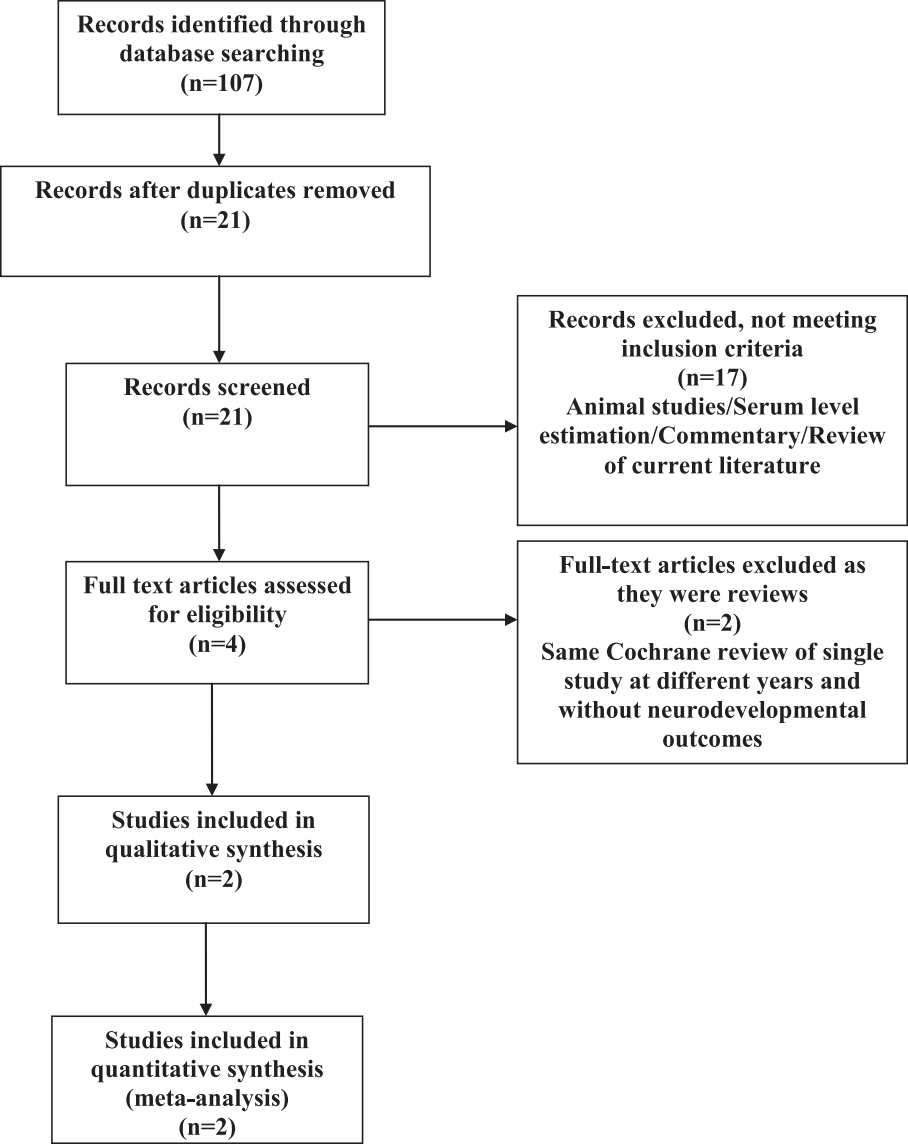 Records identified through
database searching
(n=107)
Records after duplicates removed
(n=21)
Records screened
(n=21)
Records excluded, not meeting
inclusion criteria
(n=17)
Animal studies/Serum level
estimation/Commentary/Review
of current literature
Full text articles assessed
for eligibility
(n=4)
Full-text articles excluded as
they were reviews
(n=2)
Same Cochrane review of single
study at different years and
without neurodevelopmental
outcomes
Studies included in
qualitative synthesis
(n=2)
Studies included in
quantitative synthesis
(meta-analysis)
(n=2)